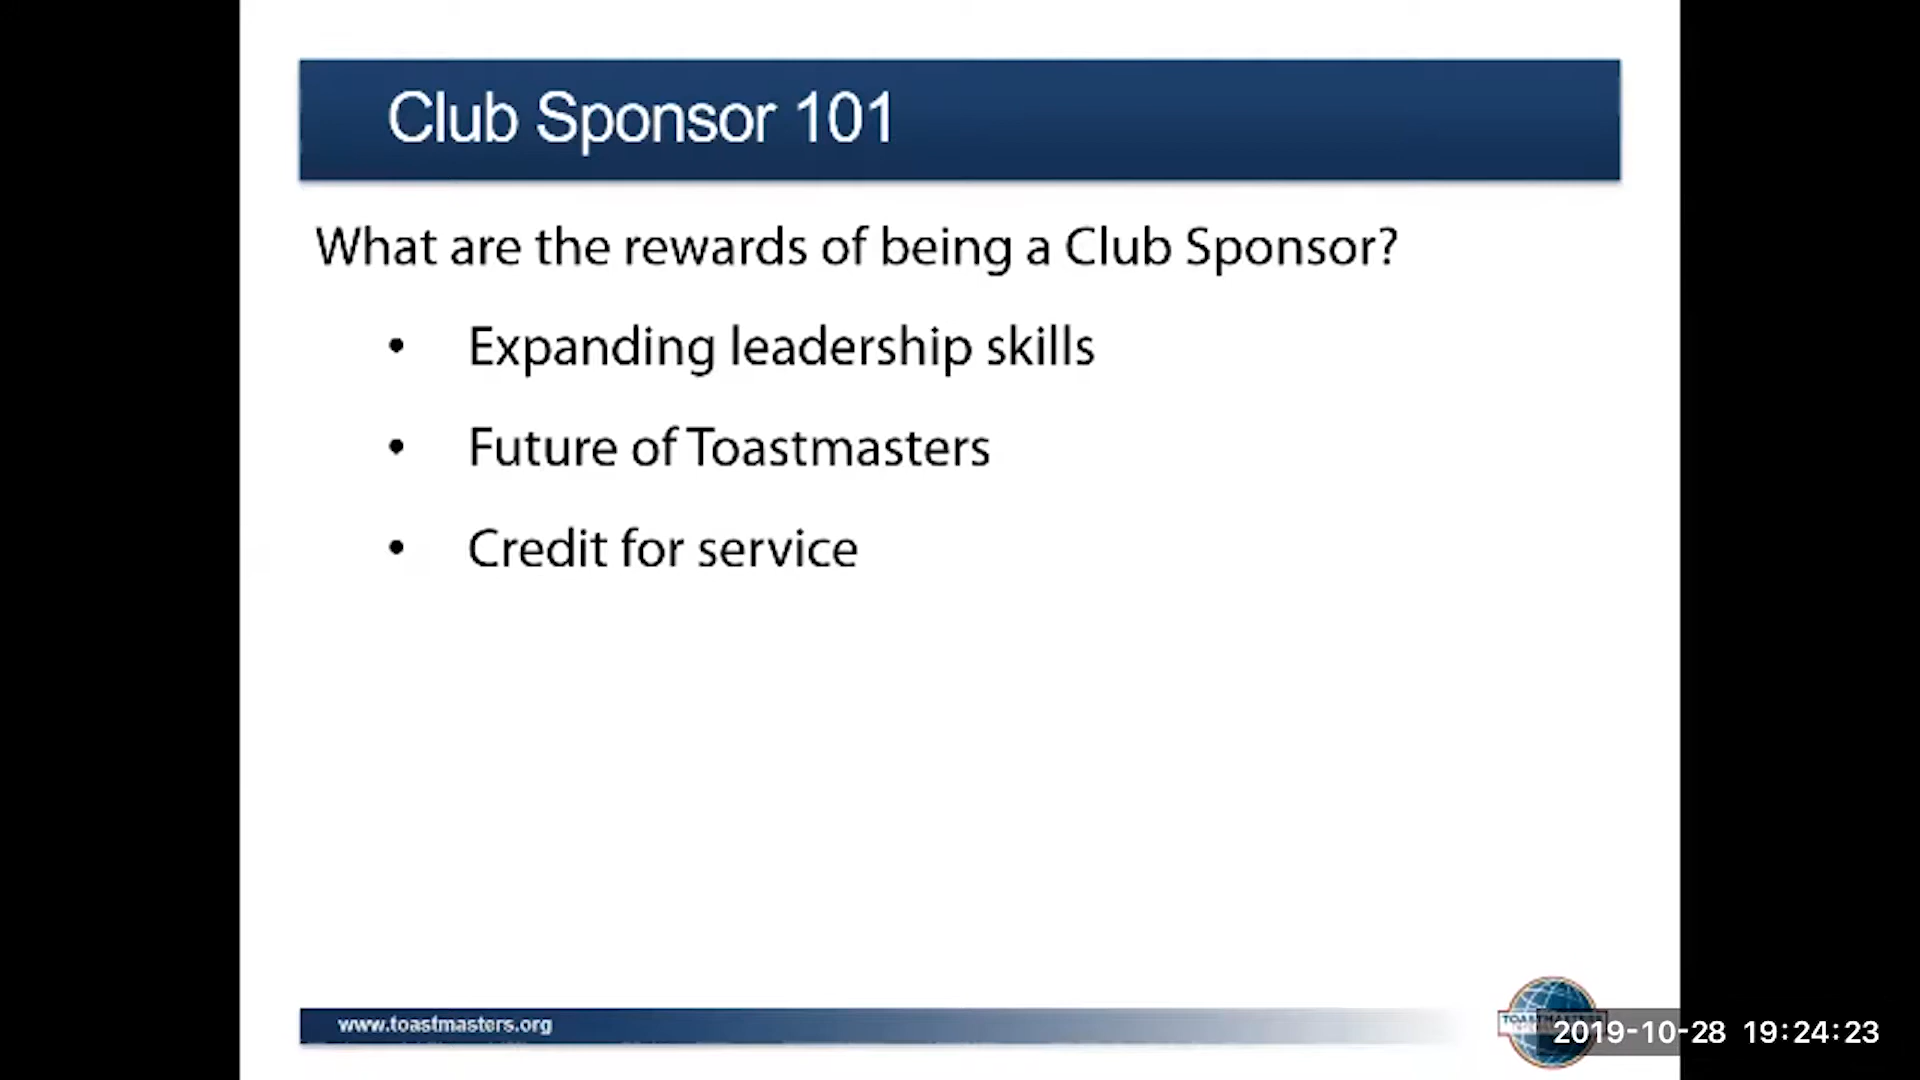 Club Sponsor 101
What are the rewards of being a Club Sponsor?
• Expanding leadership skills
• Future of Toastmasters
• Credit for service
www.toastmasters.org
TOASTMASTERS
2019-10-28 19:24:23